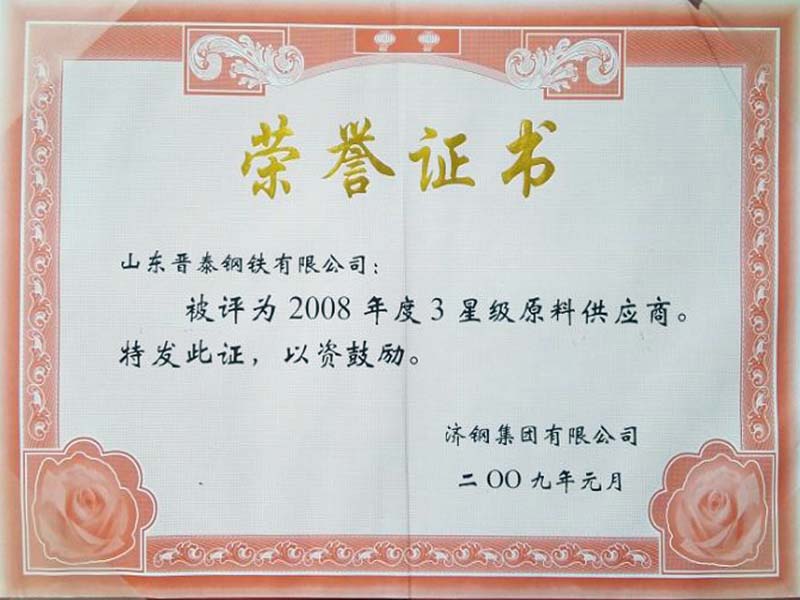 荣誉证书
山东晋泰钢铁有限公司：
被评为2008年度3星级原料供应商。
特发此证，以资鼓励。
济钢集团有限公司
二OO九年元月